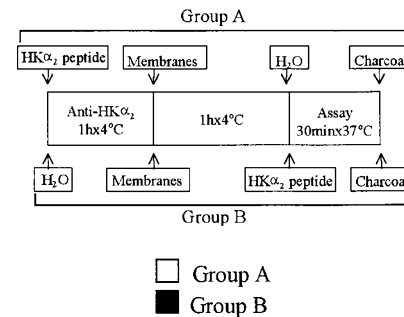 Group A
HKα₂ peptide Membranes H₂O Charcoa
Anti-HKα₂
1hx4°C
1hx4°C
Assay
30minx37°C
H₂O Membranes HKα₂ peptide Charcoa
Group B
Group A
Group B